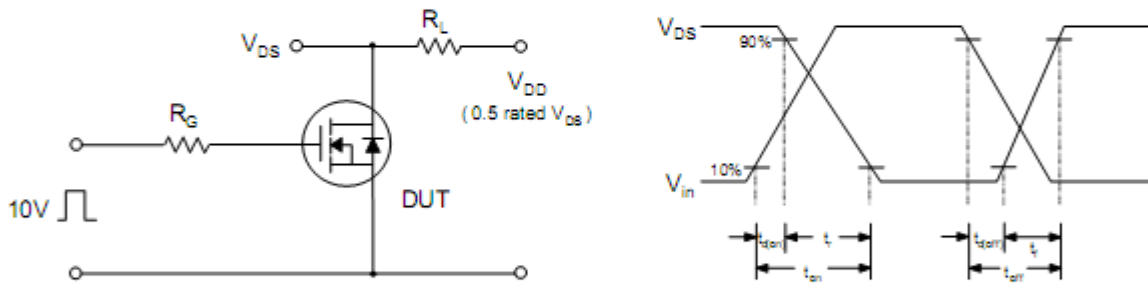 R_L
V_DS
V_DD
( 0.5 rated V_DS )
R_G
DUT
10V
V_DS
90%
10%
V_in
t_d(on)
t_r
t_on
t_d(off)
t_f
t_off